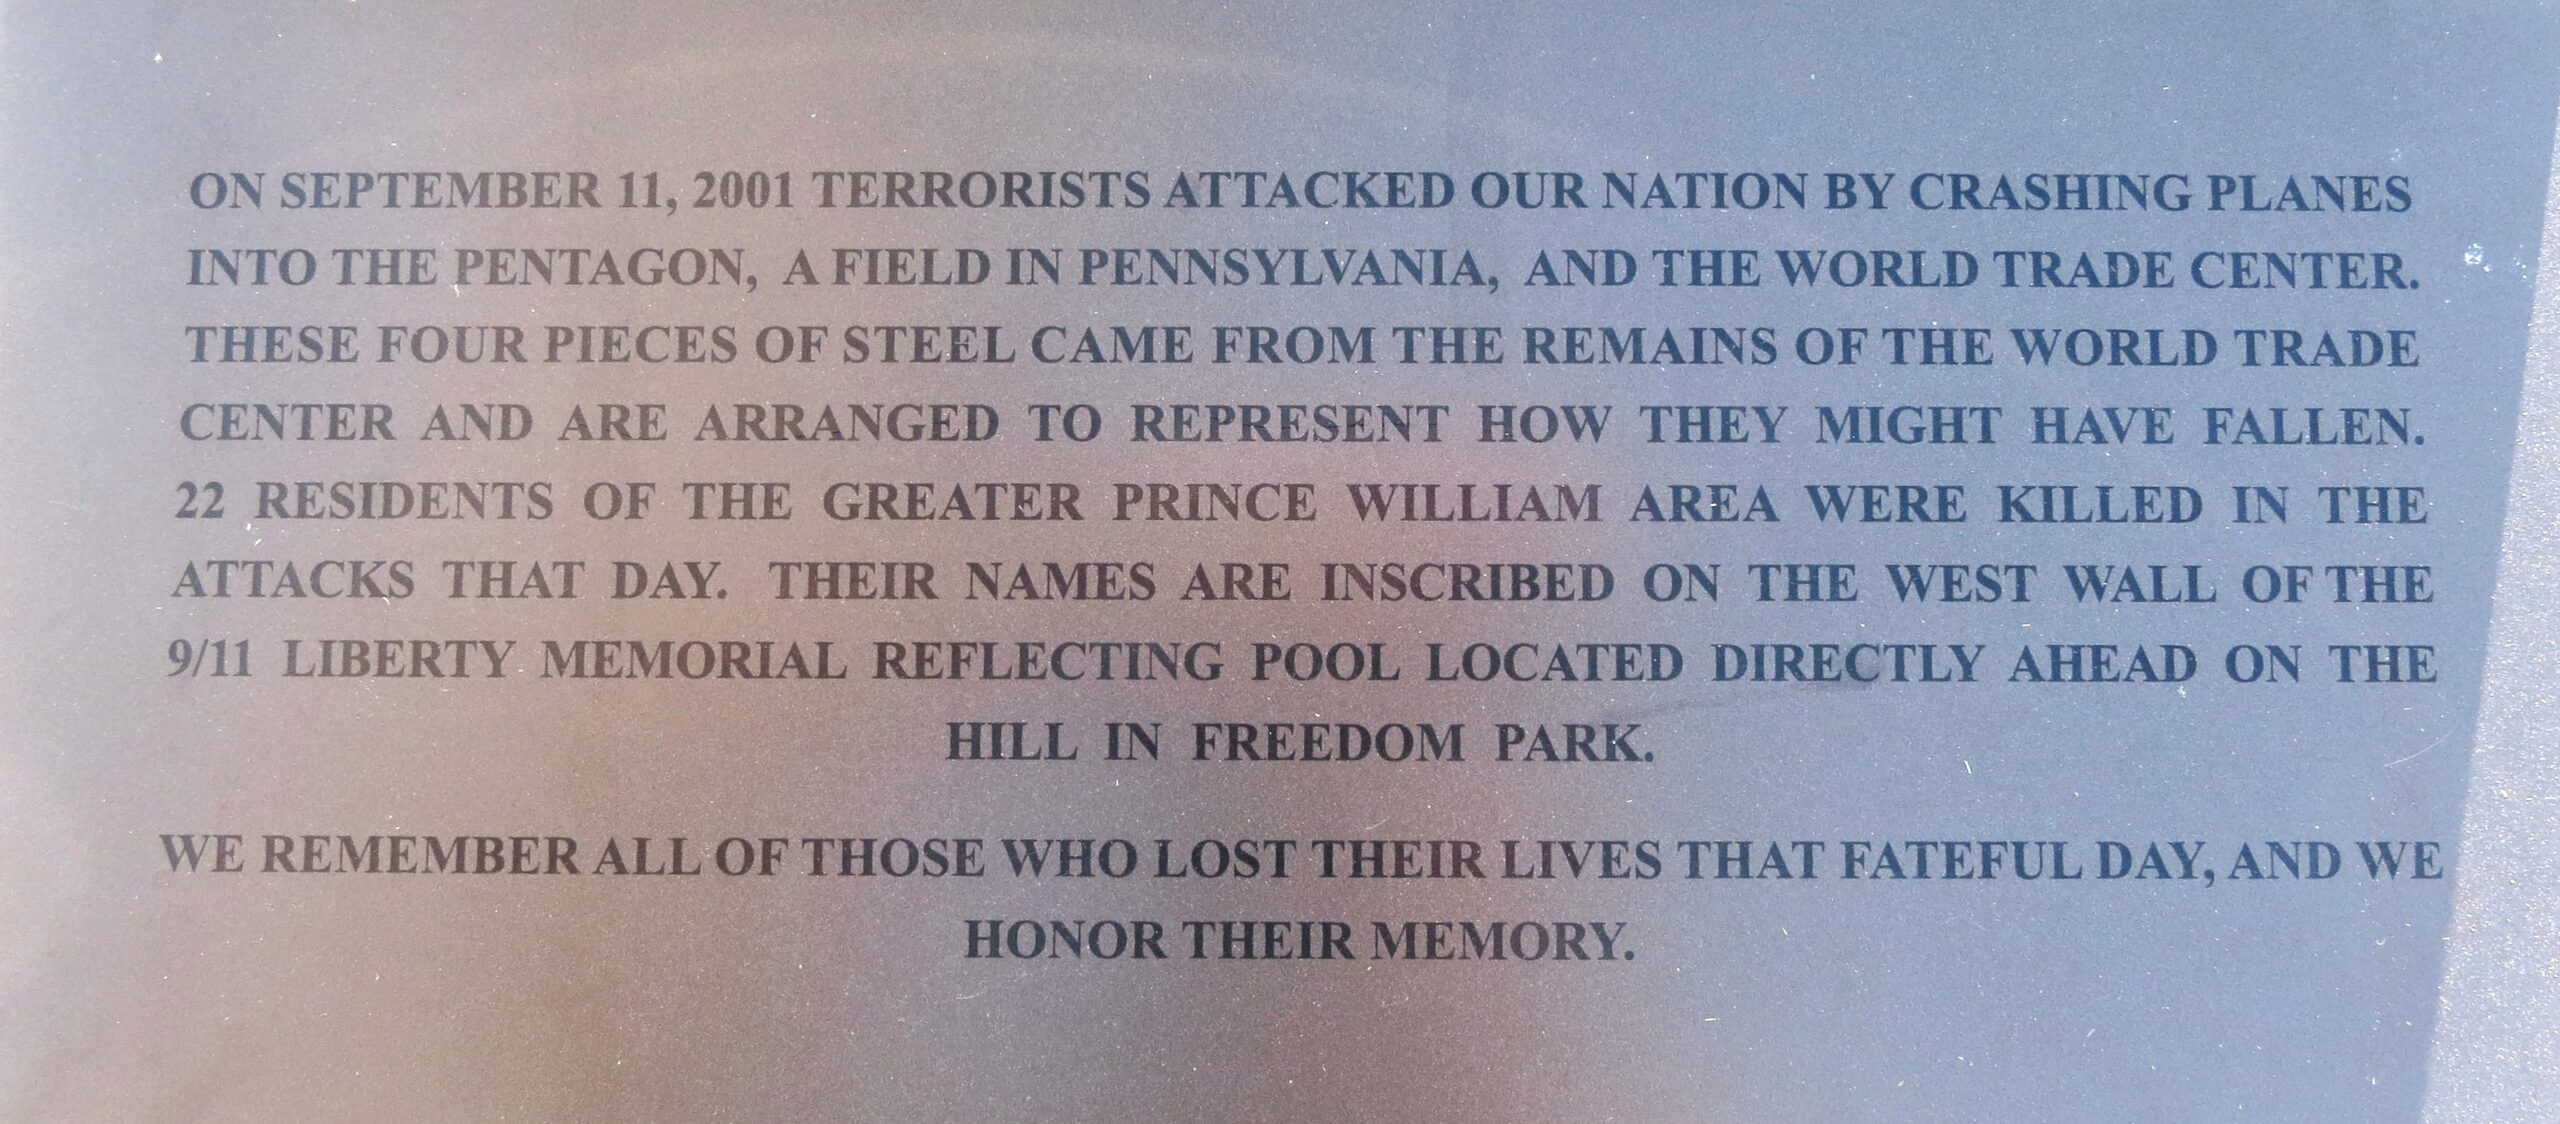 ON SEPTEMBER 11, 2001 TERRORISTS ATTACKED OUR NATION BY CRASHING PLANES
INTO THE PENTAGON, A FIELD IN PENNSYLVANIA, AND THE WORLD TRADE CENTER.
THESE FOUR PIECES OF STEEL CAME FROM THE REMAINS OF THE WORLD TRADE
CENTER AND ARE ARRANGED TO REPRESENT HOW THEY MIGHT HAVE FALLEN.
22 RESIDENTS OF THE GREATER PRINCE WILLIAM AREA WERE KILLED IN THE
ATTACKS THAT DAY. THEIR NAMES ARE INSCRIBED ON THE WEST WALL OF THE
9/11 LIBERTY MEMORIAL REFLECTING POOL LOCATED DIRECTLY AHEAD ON THE
HILL IN FREEDOM PARK.
WE REMEMBER ALL OF THOSE WHO LOST THEIR LIVES THAT FATEFUL DAY, AND WE
HONOR THEIR MEMORY.